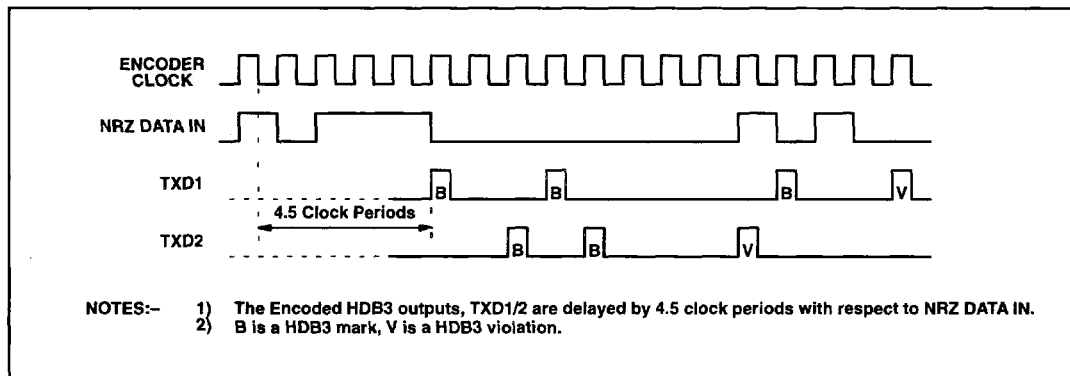 ENCODER
CLOCK
NRZ DATA IN
TXD1
B
B
B
V
4.5 Clock Periods
TXD2
B
B
V
NOTES:– 1) The Encoded HDB3 outputs, TXD1/2 are delayed by 4.5 clock periods with respect to NRZ DATA IN.
2) B is a HDB3 mark, V is a HDB3 violation.